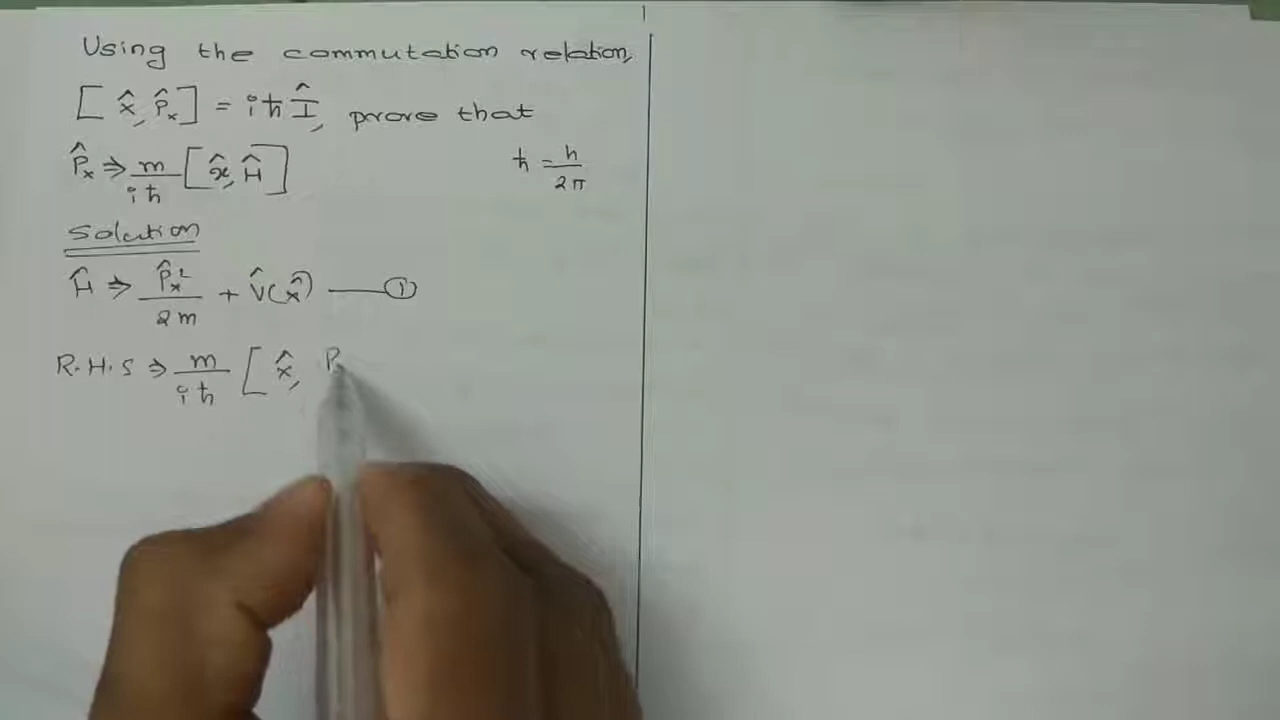 Using the commutation relation,
[ x̂, p̂ₓ ] = iħ Î, prove that
p̂ₓ ⇒ m/iħ [ x̂, Ĥ ]
ħ = h/2π
Solution
Ĥ ⇒ p̂ₓ²/2m + V̂(x̂) —— ①
R.H.S ⇒ m/iħ [ x̂, P